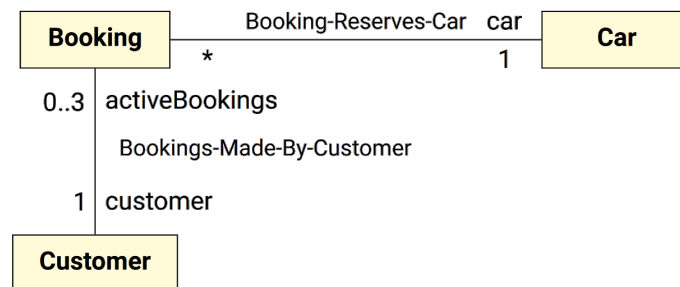 Booking-Reserves-Car car
Booking
Car
* 1
0..3 activeBookings
Bookings-Made-By-Customer
1 customer
Customer